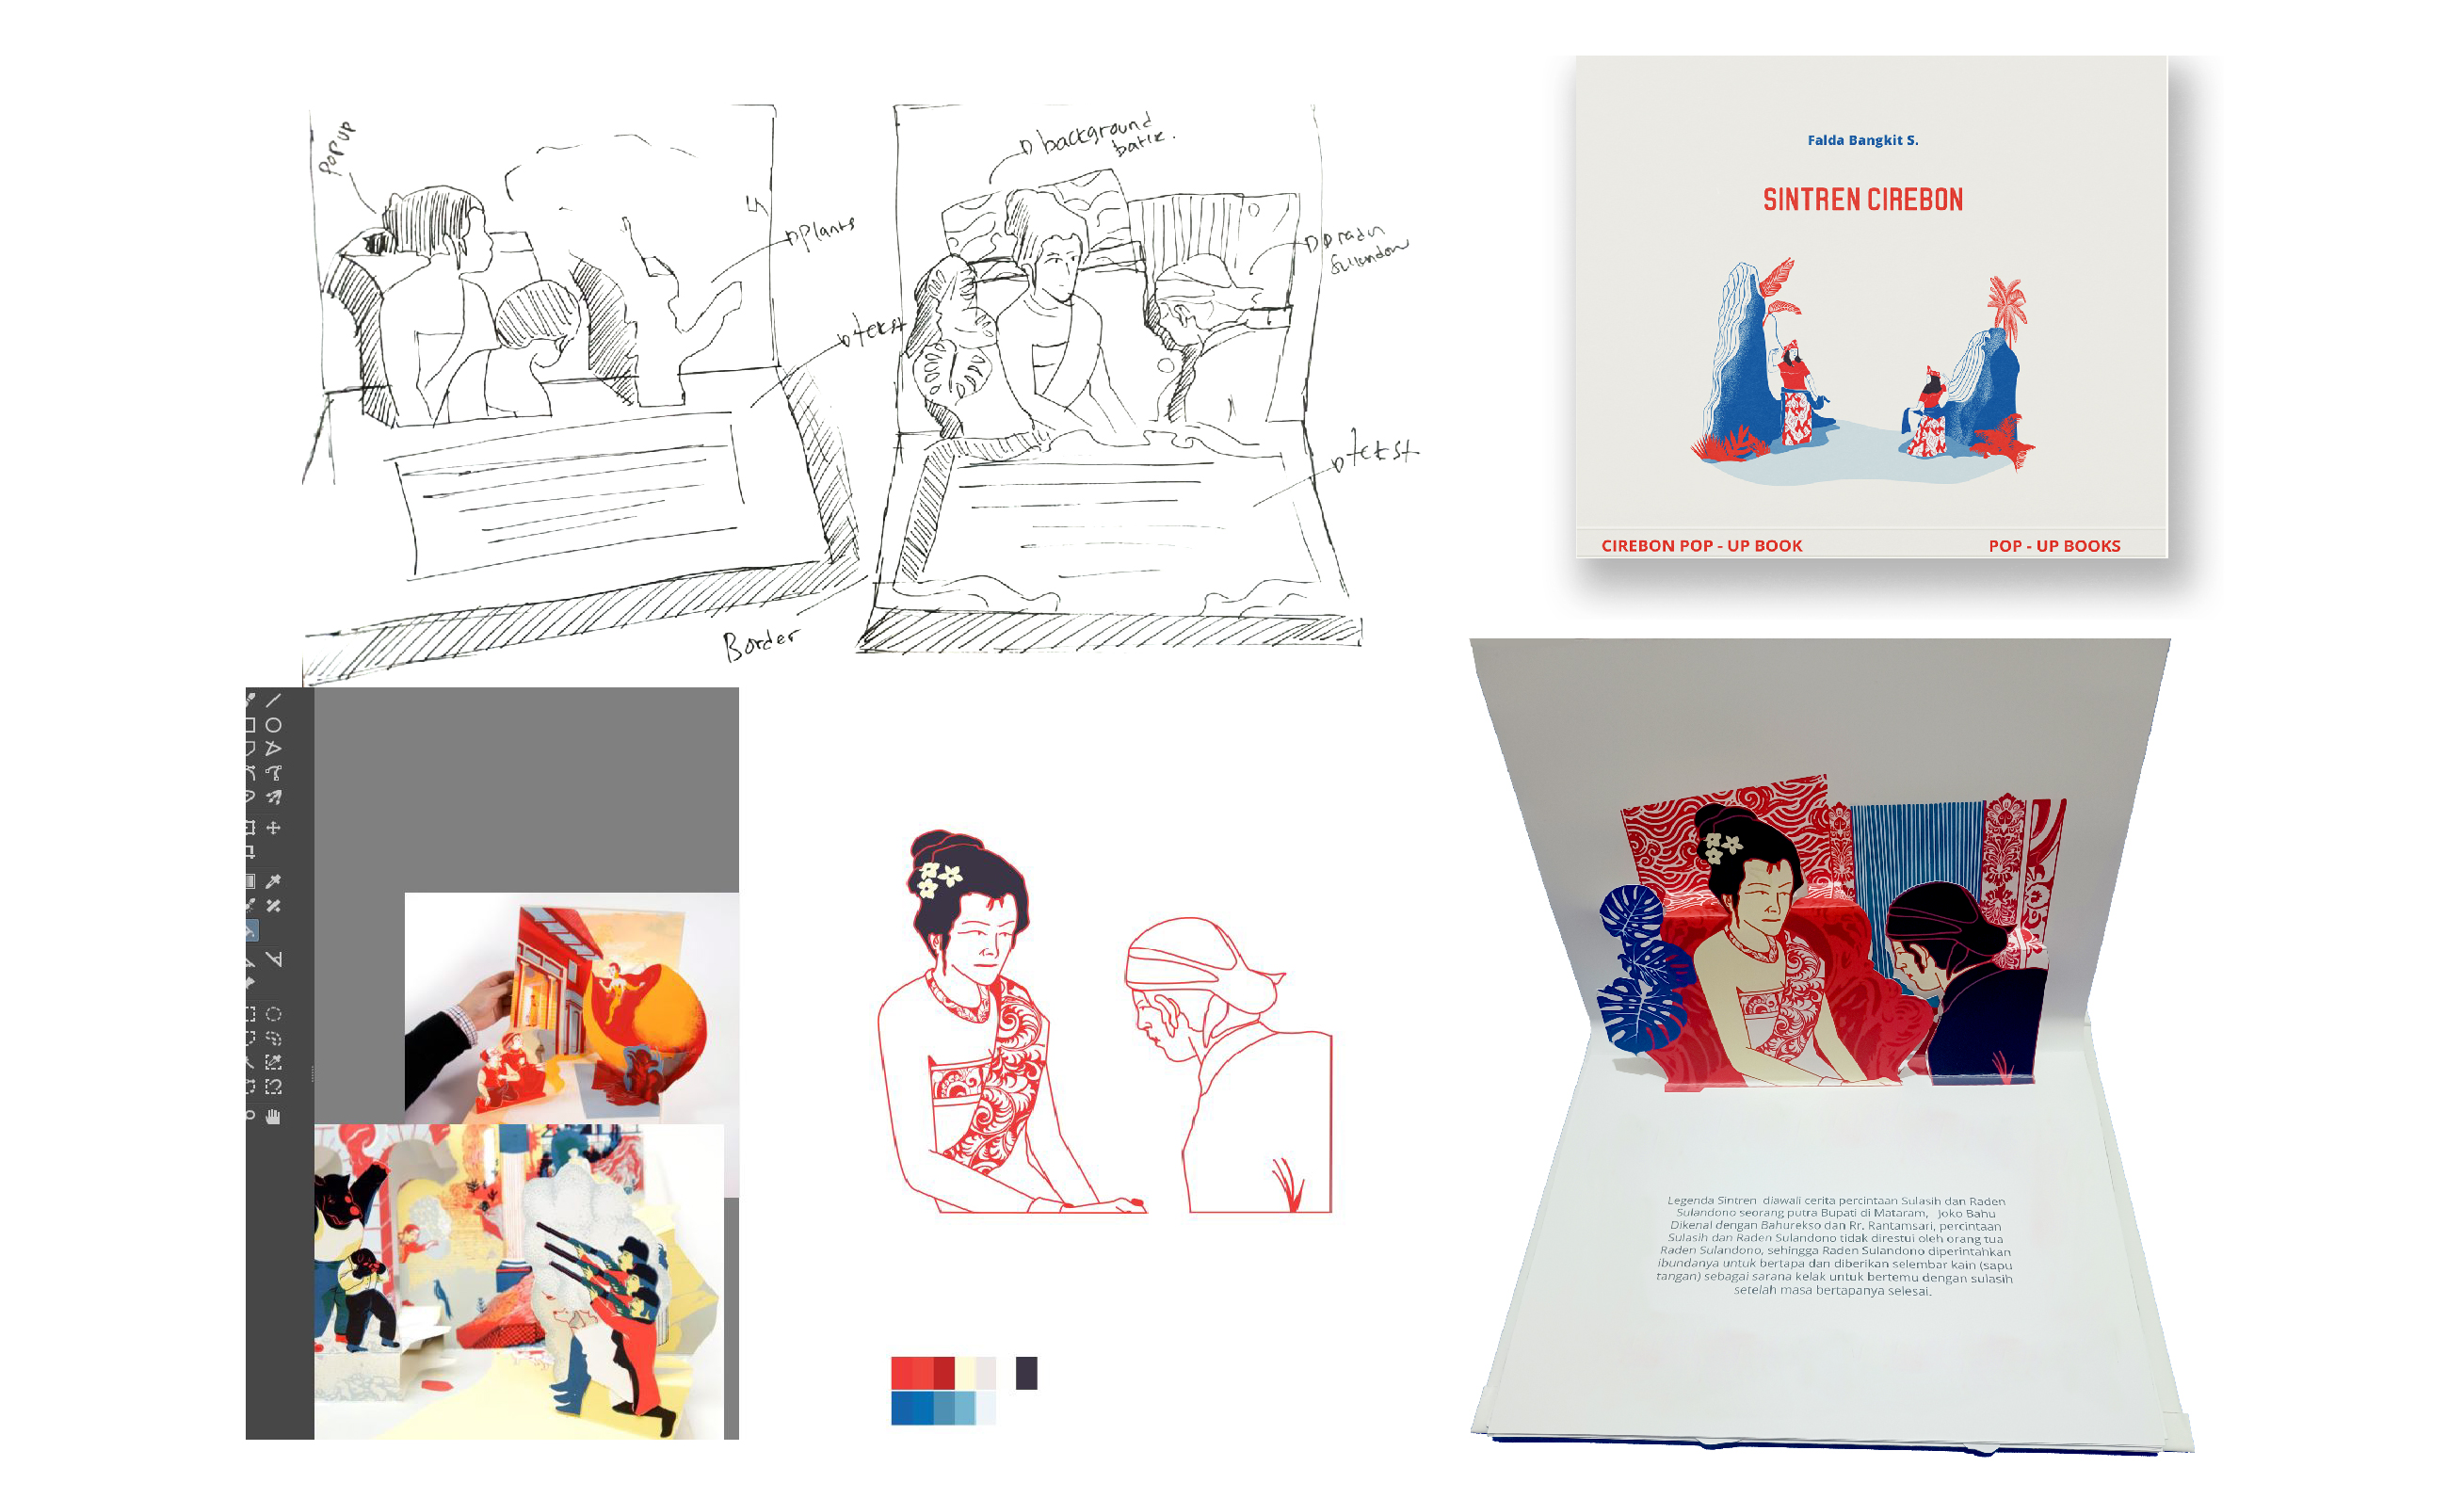 POP UP
background
batik.
Plants
tekst
raden
Sulandono
tekst
Border
Falda Bangkit S.
SINTREN CIREBON
CIREBON POP - UP BOOK
POP - UP BOOKS
Legenda Sintren diawali cerita percintaan Sulasih dan Raden
Sulandono seorang putra Bupati di Mataram, Joko Bahu
Dikenal dengan Bahurekso dan Rr. Rantamsari, percintaan
Sulasih dan Raden Sulandono tidak direstui oleh orang tua
Raden Sulandono, sehingga Raden Sulandono diperintahkan
ibundanya untuk bertapa dan diberikan selembar kain (sapu
tangan) sebagai sarana kelak untuk bertemu dengan sulasih
setelah masa bertapanya selesai.